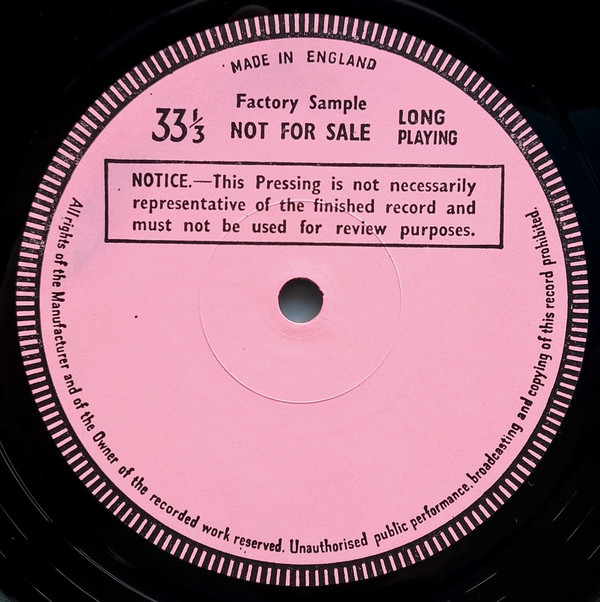 MADE IN ENGLAND
Factory Sample
33⅓ NOT FOR SALE LONG PLAYING
NOTICE.—This Pressing is not necessarily
representative of the finished record and
must not be used for review purposes.
All rights of the Manufacturer and of the Owner of the recorded work reserved. Unauthorised public performance, broadcasting and copying of this record prohibited.